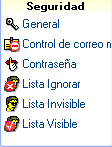 Seguridad
General
Control de correo n
Contraseña
Lista Ignorar
Lista Invisible
Lista Visible